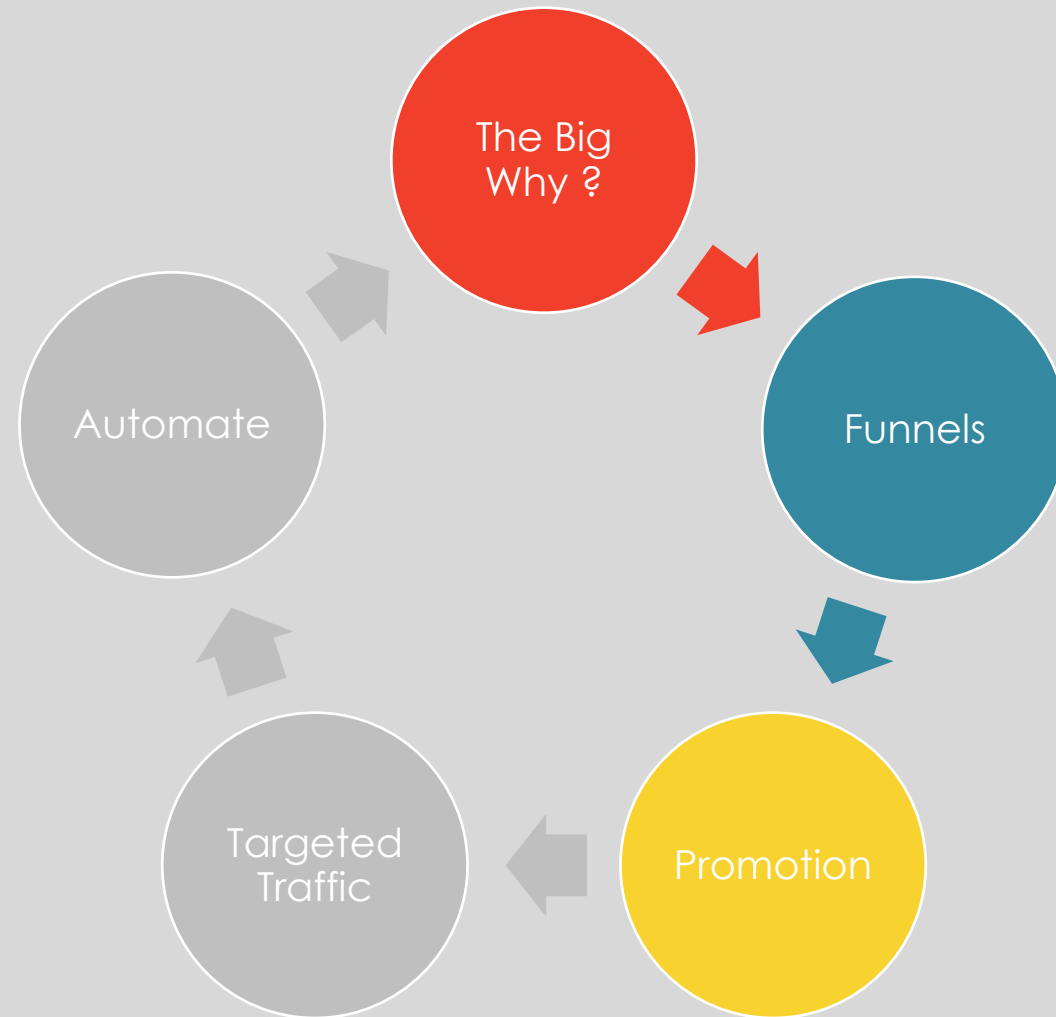 The Big
Why ?
Funnels
Promotion
Targeted
Traffic
Automate